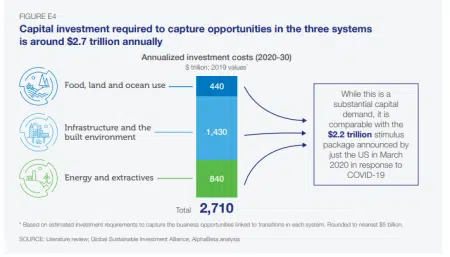 FIGURE E4
Capital investment required to capture opportunities in the three systems
is around $2.7 trillion annually
Annualized investment costs (2020-30)
$ trillion; 2019 values*
Food, land and ocean use
440
Infrastructure and the
built environment
1,430
Energy and extractives
840
Total 2,710
While this is a
substantial capital
demand, it is
comparable with the
$2.2 trillion stimulus
package announced by
just the US in March
2020 in response to
COVID-19
* Based on estimated investment requirements to capture the business opportunities linked to transitions in each system. Rounded to nearest $5 billion.
SOURCE: Literature review; Global Sustainable Investment Alliance, AlphaBeta analysis